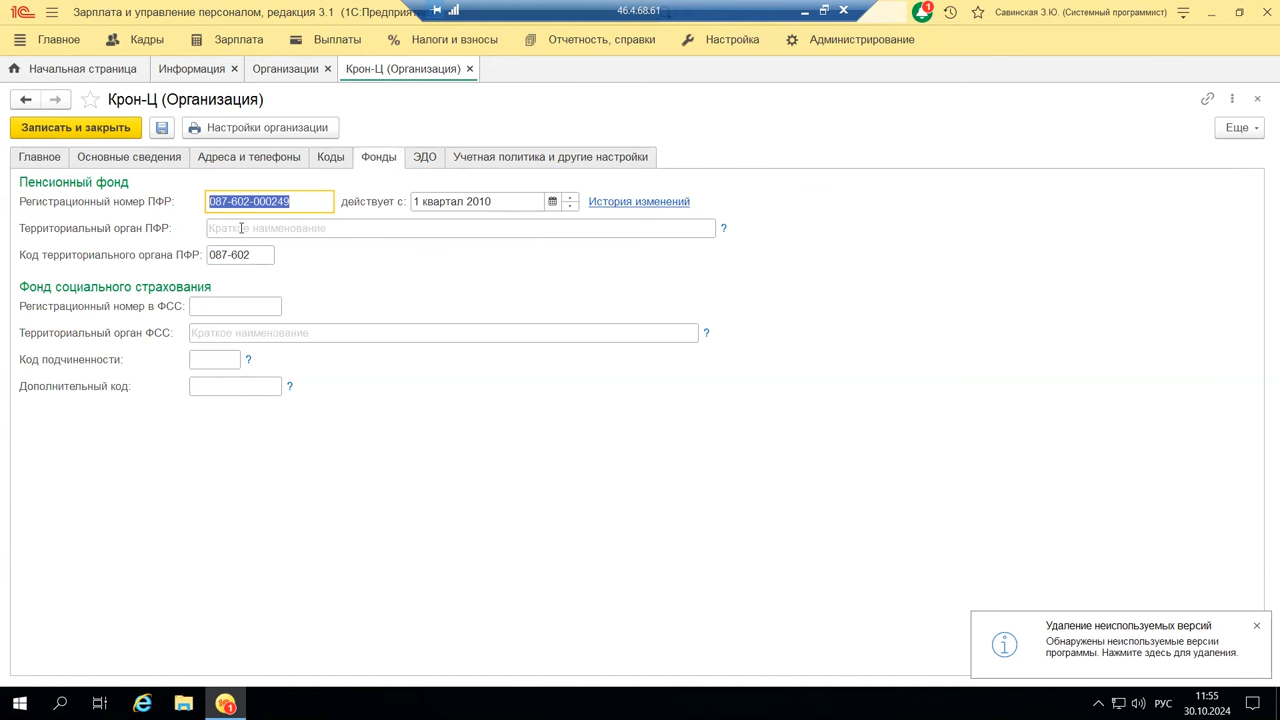 Зарплата и управление персоналом, редакция 3.1 (1С:Предприятие
46.4.68.61
1
Савинская З.Ю. (Системный программист)
Главное
Кадры
Зарплата
Выплаты
Налоги и взносы
Отчетность, справки
Настройка
Администрирование
Начальная страница
Информация
Организации
Крон-Ц (Организация)
Крон-Ц (Организация)
Записать и закрыть
Настройки организации
Еще
Главное
Основные сведения
Адреса и телефоны
Коды
Фонды
ЭДО
Учетная политика и другие настройки
Пенсионный фонд
Регистрационный номер ПФР: 087-602-000249 действует с: 1 квартал 2010 История изменений
Территориальный орган ПФР: Краткое наименование ?
Код территориального органа ПФР: 087-602
Фонд социального страхования
Регистрационный номер в ФСС:
Территориальный орган ФСС: Краткое наименование ?
Код подчиненности: ?
Дополнительный код: ?
Удаление неиспользуемых версий
Обнаружены неиспользуемые версии
программы. Нажмите здесь для удаления.
1
РУС
11:55
30.10.2024